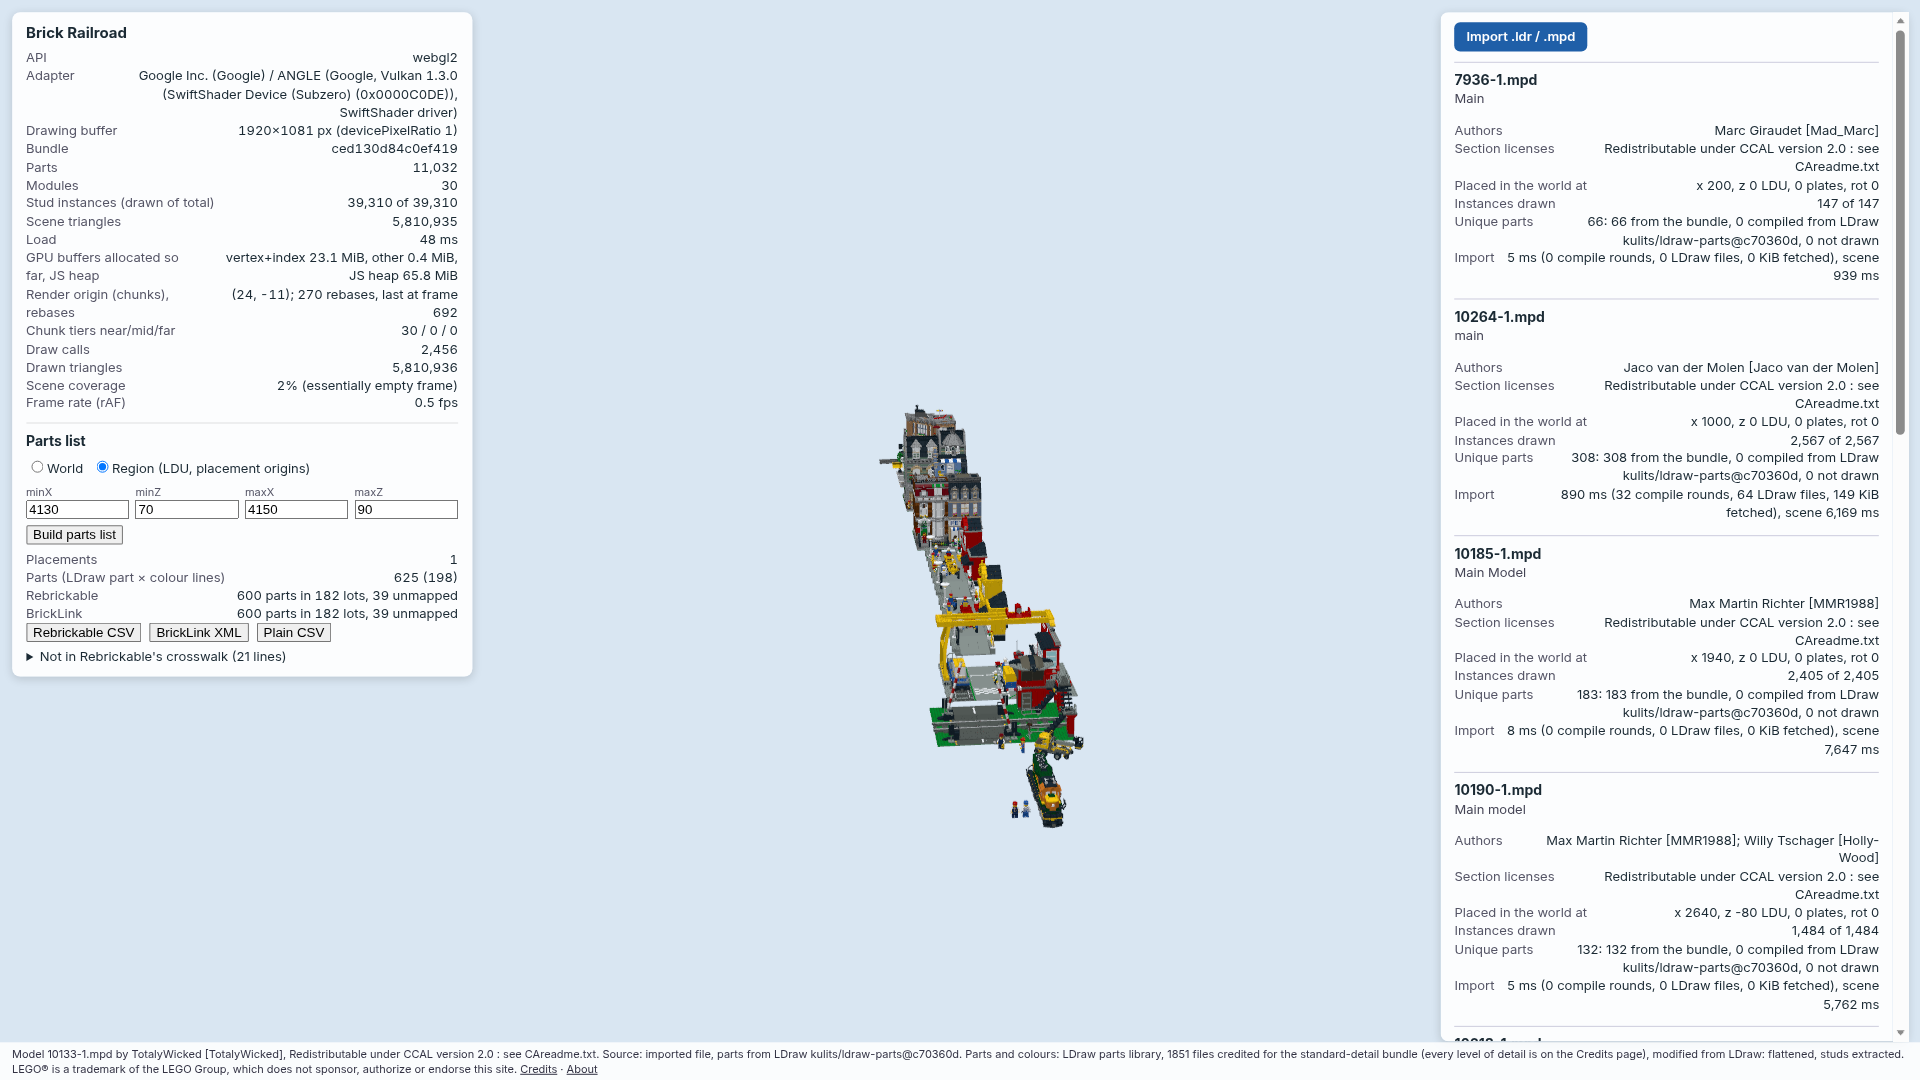 Brick Railroad
API webgl2
Adapter Google Inc. (Google) / ANGLE (Google, Vulkan 1.3.0
(SwiftShader Device (Subzero) (0x0000C0DE)),
SwiftShader driver)
Drawing buffer 1920×1081 px (devicePixelRatio 1)
Bundle ced130d84c0ef419
Parts 11,032
Modules 30
Stud instances (drawn of total) 39,310 of 39,310
Scene triangles 5,810,935
Load 48 ms
GPU buffers allocated so vertex+index 23.1 MiB, other 0.4 MiB,
far, JS heap JS heap 65.8 MiB
Render origin (chunks), (24, -11); 270 rebases, last at frame
rebases 692
Chunk tiers near/mid/far 30 / 0 / 0
Draw calls 2,456
Drawn triangles 5,810,936
Scene coverage 2% (essentially empty frame)
Frame rate (rAF) 0.5 fps
Parts list
World Region (LDU, placement origins)
minX minZ maxX maxZ
4130 70 4150 90
Build parts list
Placements 1
Parts (LDraw part × colour lines) 625 (198)
Rebrickable 600 parts in 182 lots, 39 unmapped
BrickLink 600 parts in 182 lots, 39 unmapped
Rebrickable CSV BrickLink XML Plain CSV
▶ Not in Rebrickable's crosswalk (21 lines)
Import .ldr / .mpd
7936-1.mpd
Main
Authors Marc Giraudet [Mad_Marc]
Section licenses Redistributable under CCAL version 2.0 : see
CAreadme.txt
Placed in the world at x 200, z 0 LDU, 0 plates, rot 0
Instances drawn 147 of 147
Unique parts 66: 66 from the bundle, 0 compiled from LDraw
kulits/ldraw-parts@c70360d, 0 not drawn
Import 5 ms (0 compile rounds, 0 LDraw files, 0 KiB fetched), scene
939 ms
10264-1.mpd
main
Authors Jaco van der Molen [Jaco van der Molen]
Section licenses Redistributable under CCAL version 2.0 : see
CAreadme.txt
Placed in the world at x 1000, z 0 LDU, 0 plates, rot 0
Instances drawn 2,567 of 2,567
Unique parts 308: 308 from the bundle, 0 compiled from LDraw
kulits/ldraw-parts@c70360d, 0 not drawn
Import 890 ms (32 compile rounds, 64 LDraw files, 149 KiB
fetched), scene 6,169 ms
10185-1.mpd
Main Model
Authors Max Martin Richter [MMR1988]
Section licenses Redistributable under CCAL version 2.0 : see
CAreadme.txt
Placed in the world at x 1940, z 0 LDU, 0 plates, rot 0
Instances drawn 2,405 of 2,405
Unique parts 183: 183 from the bundle, 0 compiled from LDraw
kulits/ldraw-parts@c70360d, 0 not drawn
Import 8 ms (0 compile rounds, 0 LDraw files, 0 KiB fetched), scene
7,647 ms
10190-1.mpd
Main model
Authors Max Martin Richter [MMR1988]; Willy Tschager [Holly-
Wood]
Section licenses Redistributable under CCAL version 2.0 : see
CAreadme.txt
Placed in the world at x 2640, z -80 LDU, 0 plates, rot 0
Instances drawn 1,484 of 1,484
Unique parts 132: 132 from the bundle, 0 compiled from LDraw
kulits/ldraw-parts@c70360d, 0 not drawn
Import 5 ms (0 compile rounds, 0 LDraw files, 0 KiB fetched), scene
5,762 ms
Model 10133-1.mpd by TotalyWicked [TotalyWicked], Redistributable under CCAL version 2.0 : see CAreadme.txt. Source: imported file, parts from LDraw kulits/ldraw-parts@c70360d. Parts and colours: LDraw parts library, 1851 files credited for the standard-detail bundle (every level of detail is on the Credits page), modified from LDraw: flattened, studs extracted.
LEGO® is a trademark of the LEGO Group, which does not sponsor, authorize or endorse this site. Credits · About